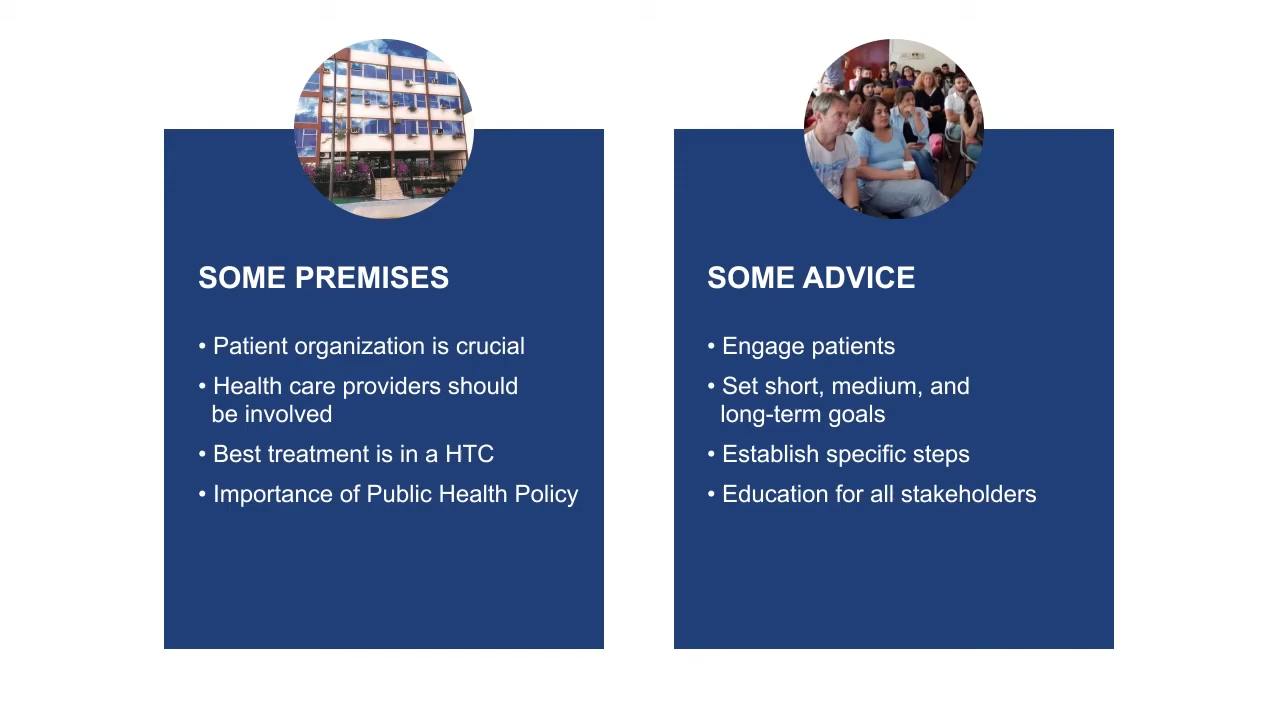 SOME PREMISES
• Patient organization is crucial
• Health care providers should
be involved
• Best treatment is in a HTC
• Importance of Public Health Policy
SOME ADVICE
• Engage patients
• Set short, medium, and
long-term goals
• Establish specific steps
• Education for all stakeholders